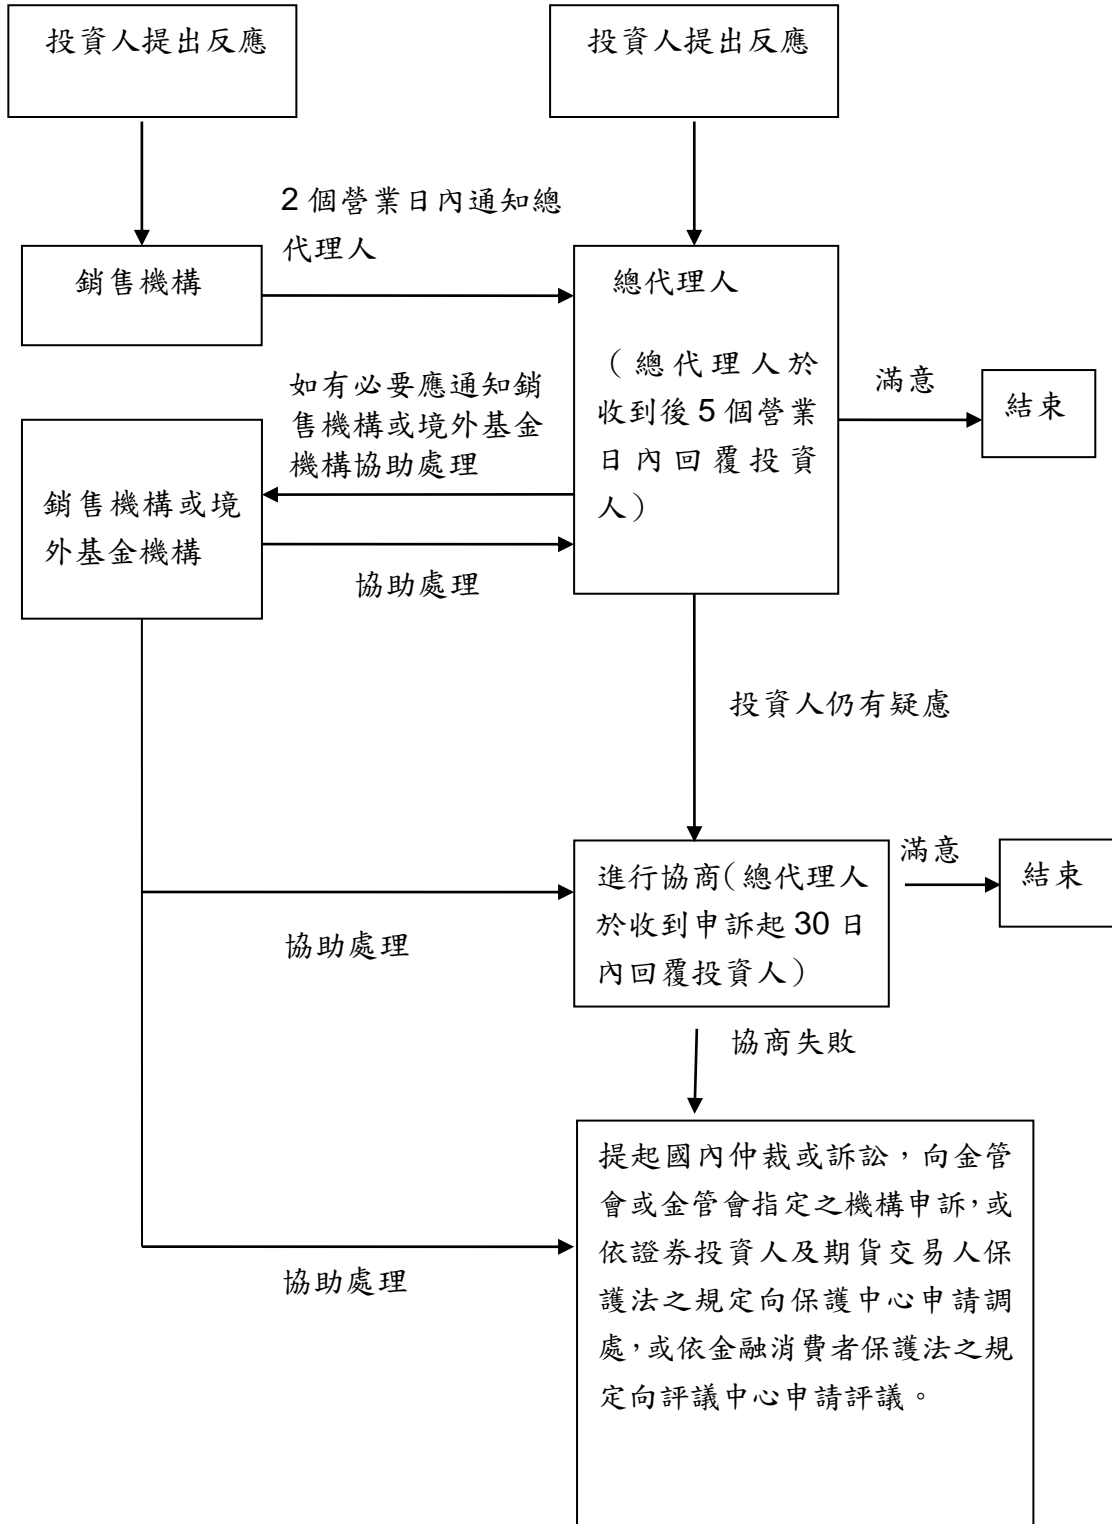 投資人提出反應
投資人提出反應
2 個營業日內通知總
代理人
銷售機構
總代理人
（總代理人於
收到後 5 個營業
日內回覆投資
人）
滿意
結束
如有必要應通知銷
售機構或境外基金
機構協助處理
銷售機構或境
外基金機構
協助處理
投資人仍有疑慮
進行協商（總代理人
於收到申訴起 30 日
內回覆投資人）
滿意
結束
協助處理
協商失敗
提起國內仲裁或訴訟，向金管
會或金管會指定之機構申訴，或
依證券投資人及期貨交易人保
護法之規定向保護中心申請調
處，或依金融消費者保護法之規
定向評議中心申請評議。
協助處理